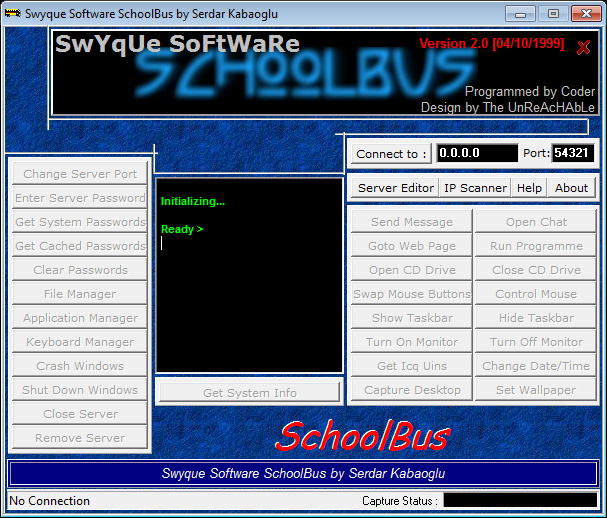 Swyque Software SchoolBus by Serdar Kabaoglu
SwYqUe SoFtWaRe
Version 2.0 [04/10/1999]
SCHOOLBUS
Programmed by Coder
Design by The UnReAcHAbLe
Connect to :
0.0.0.0
Port:
54321
Server Editor
IP Scanner
Help
About
Change Server Port
Enter Server Password
Get System Passwords
Get Cached Passwords
Clear Passwords
File Manager
Application Manager
Keyboard Manager
Crash Windows
Shut Down Windows
Close Server
Remove Server
Initializing...
Ready >
Get System Info
Send Message
Open Chat
Goto Web Page
Run Programme
Open CD Drive
Close CD Drive
Swap Mouse Buttons
Control Mouse
Show Taskbar
Hide Taskbar
Turn On Monitor
Turn Off Monitor
Get Icq Uins
Change Date/Time
Capture Desktop
Set Wallpaper
SchoolBus
Swyque Software SchoolBus by Serdar Kabaoglu
No Connection
Capture Status :